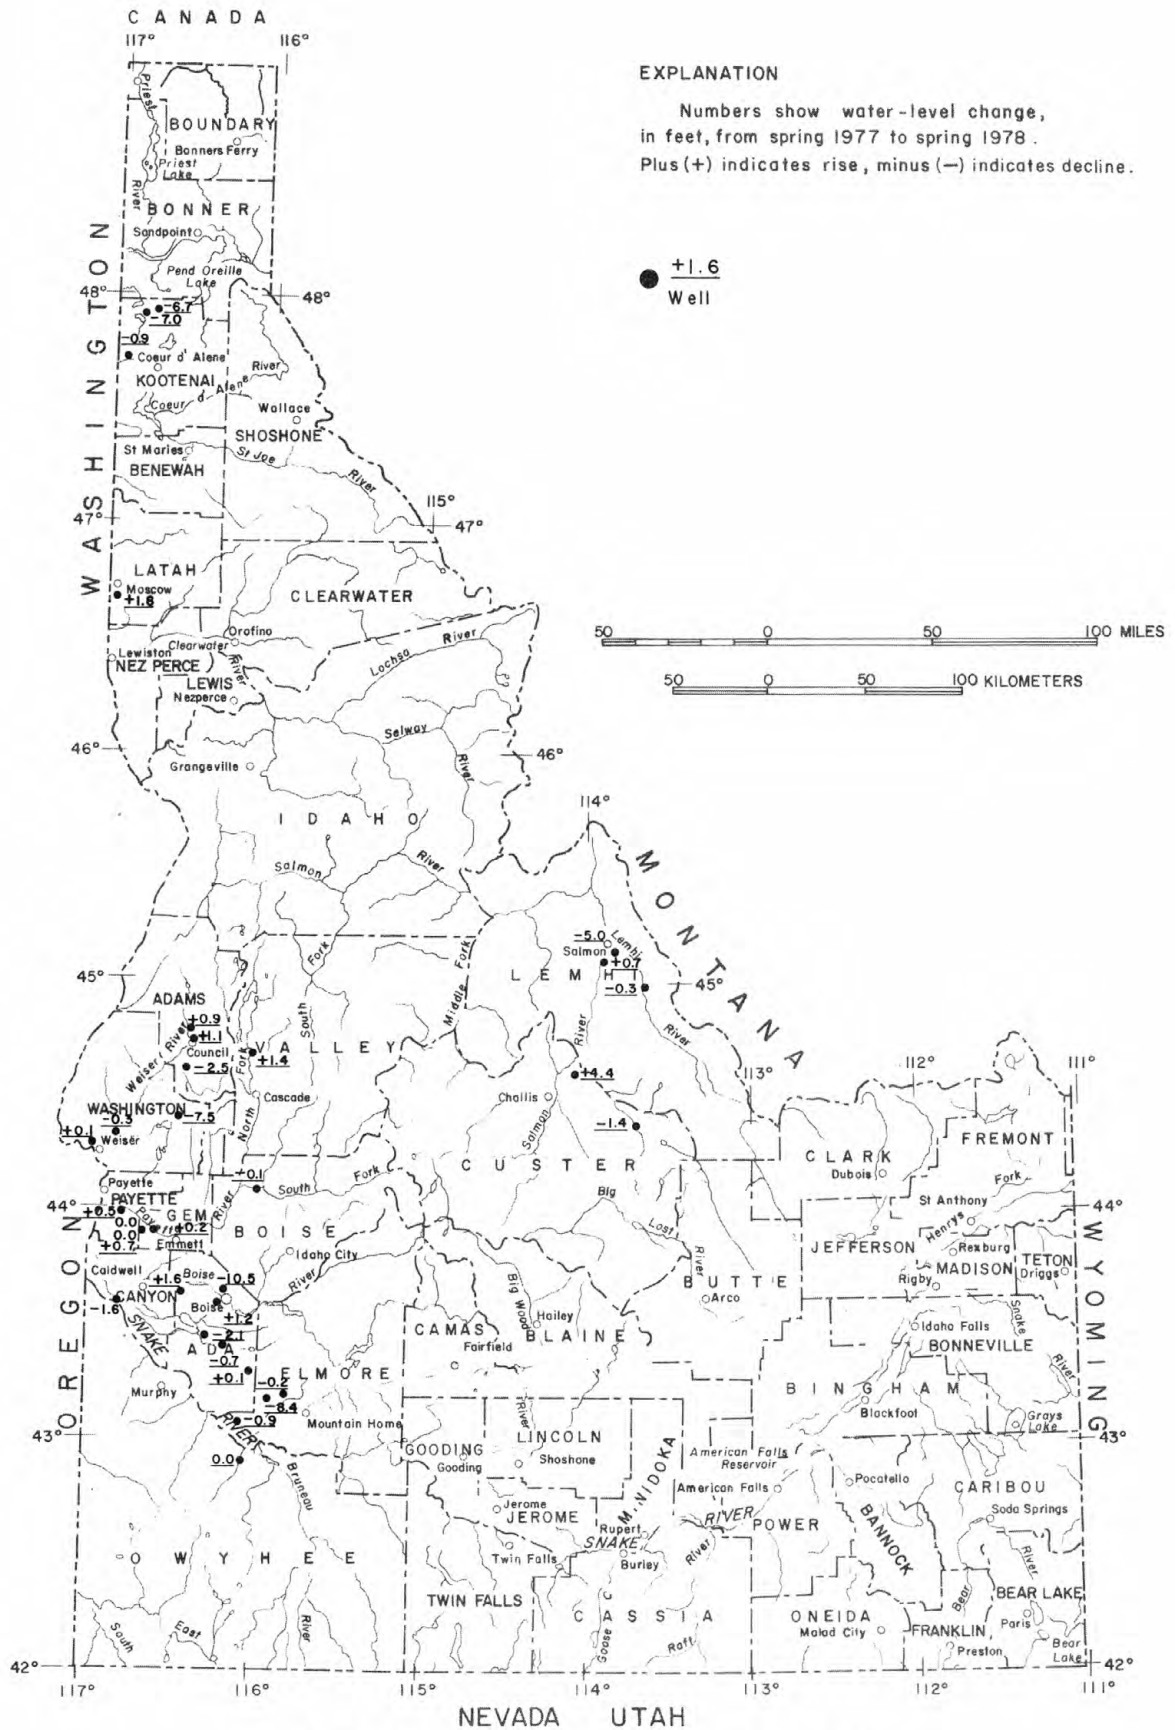 CANADA
117°
116°
EXPLANATION
Numbers show water-level change,
in feet, from spring 1977 to spring 1978.
Plus (+) indicates rise, minus (−) indicates decline.
+1.6
Well
Priest
BOUNDARY
Bonners Ferry
Priest
Lake
River
BONNER
Sandpoint
Pend Oreille
Lake
48°
48°
WASHINGTON
-6.7
-7.0
-0.9
Coeur d'Alene
KOOTENAI
River
Coeur d' Alene
Wallace
SHOSHONE
St Maries
BENEWAH
St Joe
River
115°
47°
47°
LATAH
Moscow
CLEARWATER
50 0 50 100 MILES
50 0 50 100 KILOMETERS
Orofino
Clearwater
River
Lewiston
NEZ PERCE
LEWIS
Nezperce
Lochsa
River
Selway
River
46°
46°
Grangeville
IDAHO
114°
Salmon
River
MONTANA
Fork
South
Middle Fork
-5.0
Lemhi
Salmon
+0.7
LEMHI
-0.3
45°
45°
River
River
ADAMS
+0.9
+1.1
Weiser River
Council
-2.5
VALLEY
+1.4
Fork
North
Cascade
+4.4
Challis
Salmon
-1.4
113°
112°
111°
WASHINGTON
-0.3
-7.5
+0.1
Weiser
CUSTER
CLARK
Dubois
FREMONT
Fork
St Anthony
Henrys
Payette
PAYETTE
44°
44°
+0.5
0.0
0.0
+0.7
GEM
+0.2
Emmett
River
South
Fork
BOISE
Idaho City
River
Big
Lost
River
BUTTE
Arco
JEFFERSON
Rexburg
MADISON
Rigby
TETON
Driggs
WYOMING
OREGON
Caldwell
+1.6
Boise
-10.5
CANYON
-1.6
Boise
+1.2
SNAKE
-2.1
ADA
-0.7
+0.1
Murphy
ELMORE
-0.2
-8.4
-0.9
Mountain Home
RIVER
0.0
Bruneau
River
Big Wood
River
Hailey
CAMAS
Fairfield
BLAINE
Idaho Falls
BONNEVILLE
Snake
River
BINGHAM
Blackfoot
Grays
Lake
43°
43°
GOODING
Gooding
LINCOLN
Shoshone
MINIDOKA
American Falls
Reservoir
American Falls
Pocatello
CARIBOU
Soda Springs
Jerome
JEROME
Rupert
SNAKE
RIVER
POWER
BANNOCK
Twin Falls
Burley
River
OWYHEE
TWIN FALLS
CASSIA
Goose C
Raft
ONEIDA
Malad City
FRANKLIN
Preston
Bear
River
BEAR LAKE
Paris
Bear
Lake
South
East
42°
42°
117°
116°
115°
114°
113°
112°
111°
NEVADA
UTAH